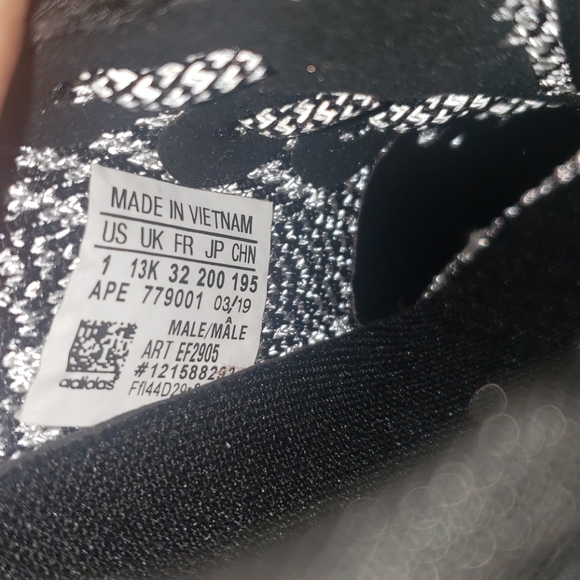 MADE IN VIETNAM
US UK FR JP CHN
1 13K 32 200 195
APE 779001 03/19
MALE/MÂLE
ART EF2905
#121588292
adidas